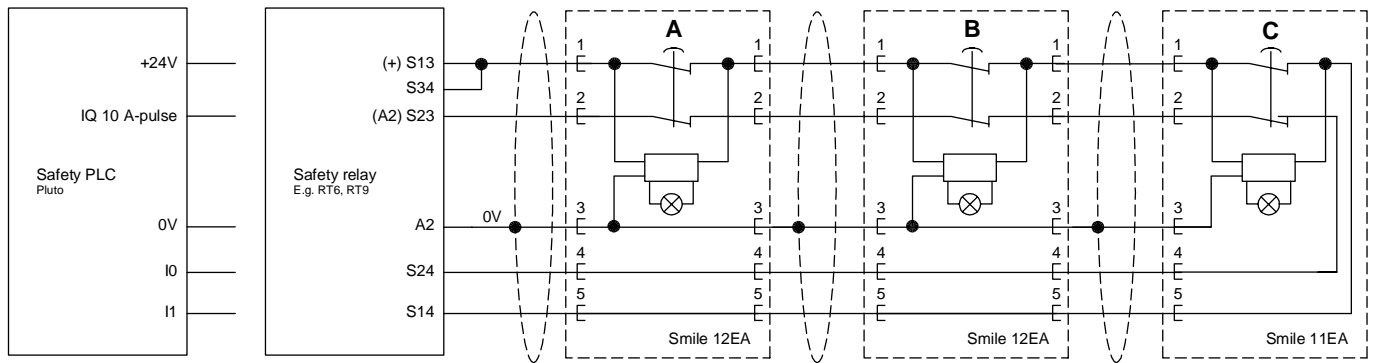 A
B
C
1
1
1
1
1
+24V
(+) S13
S34
2
2
2
2
2
IQ 10 A-pulse
(A2) S23
Safety PLC
Pluto
Safety relay
E.g. RT6, RT9
3
3
3
3
3
0V
A2
0V
4
4
4
4
4
I0
S24
5
5
5
5
5
I1
S14
Smile 12EA
Smile 12EA
Smile 11EA